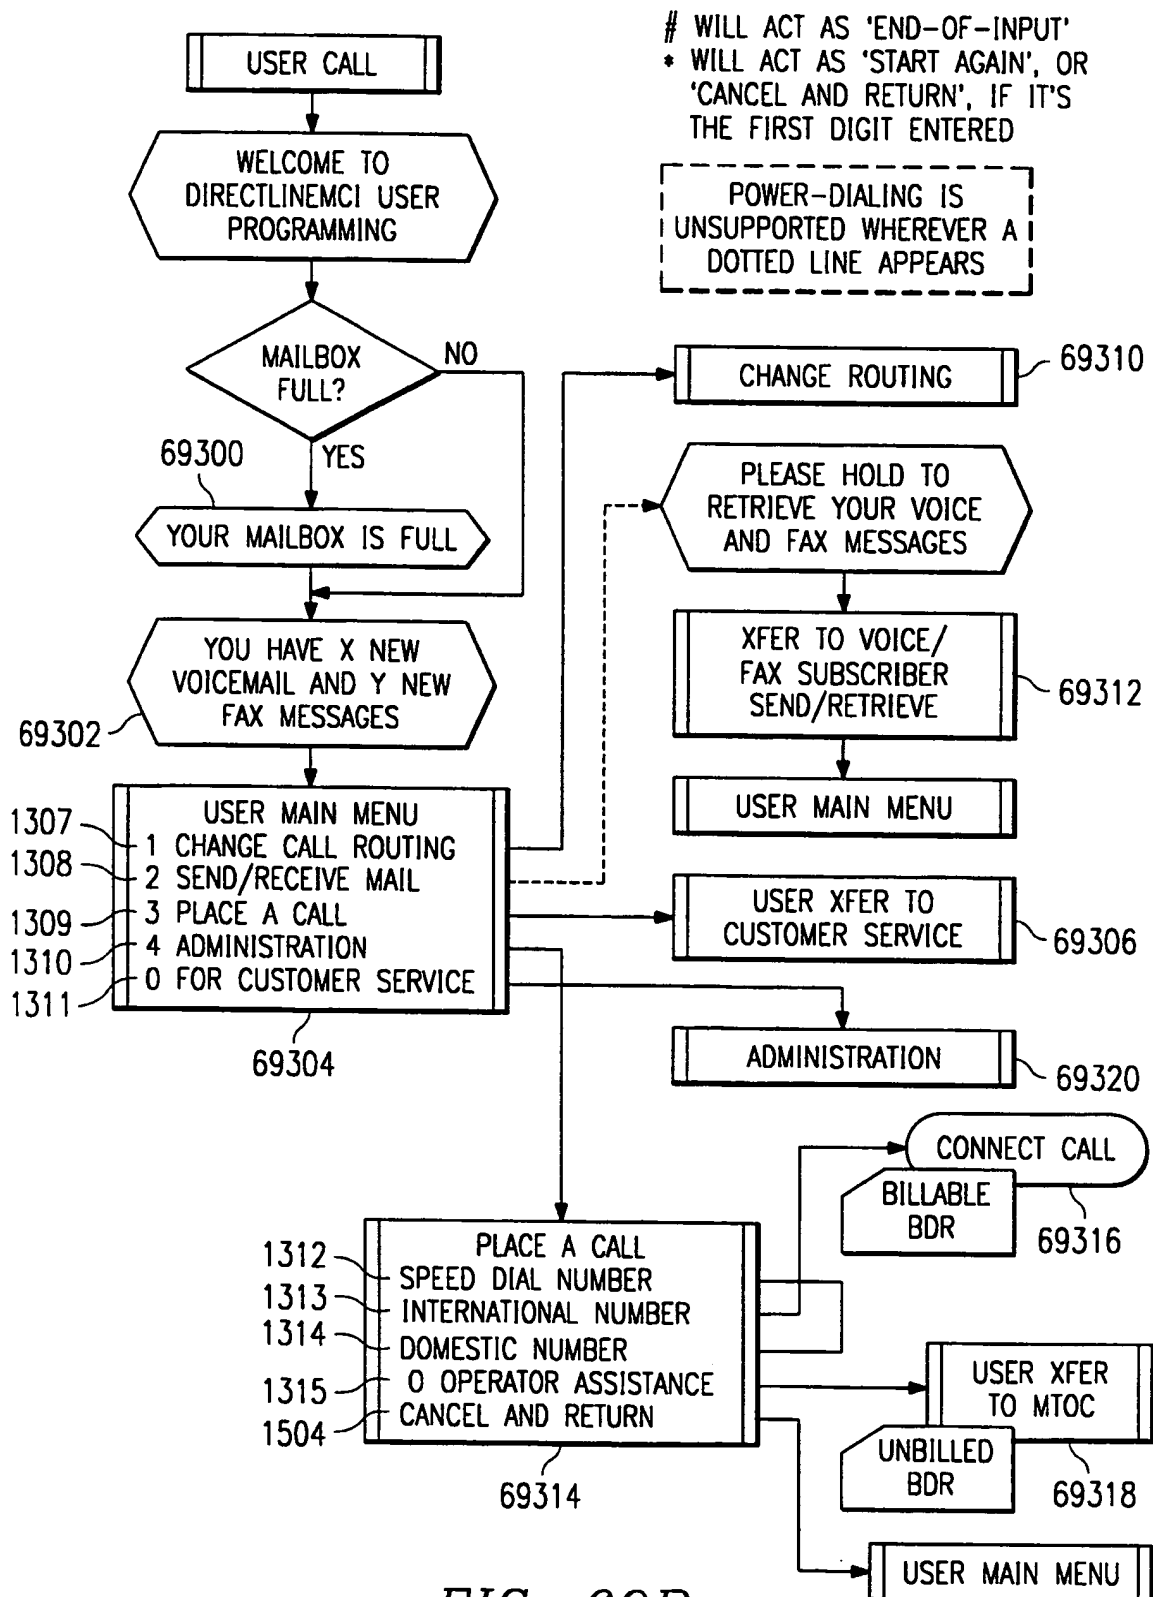 # WILL ACT AS 'END-OF-INPUT'
* WILL ACT AS 'START AGAIN', OR
'CANCEL AND RETURN', IF IT'S
THE FIRST DIGIT ENTERED
USER CALL
WELCOME TO
DIRECTLINEMCI USER
PROGRAMMING
POWER-DIALING IS
UNSUPPORTED WHEREVER A
DOTTED LINE APPEARS
MAILBOX
FULL?
NO
YES
69300
YOUR MAILBOX IS FULL
YOU HAVE X NEW
VOICEMAIL AND Y NEW
FAX MESSAGES
69302
CHANGE ROUTING
69310
PLEASE HOLD TO
RETRIEVE YOUR VOICE
AND FAX MESSAGES
XFER TO VOICE/
FAX SUBSCRIBER
SEND/RETRIEVE
69312
USER MAIN MENU
USER MAIN MENU
1307
1 CHANGE CALL ROUTING
1308
2 SEND/RECEIVE MAIL
1309
3 PLACE A CALL
1310
4 ADMINISTRATION
1311
0 FOR CUSTOMER SERVICE
69304
USER XFER TO
CUSTOMER SERVICE
69306
ADMINISTRATION
69320
CONNECT CALL
BILLABLE
BDR
69316
PLACE A CALL
1312
SPEED DIAL NUMBER
1313
INTERNATIONAL NUMBER
1314
DOMESTIC NUMBER
1315
0 OPERATOR ASSISTANCE
1504
CANCEL AND RETURN
69314
USER XFER
TO MTOC
UNBILLED
BDR
69318
USER MAIN MENU